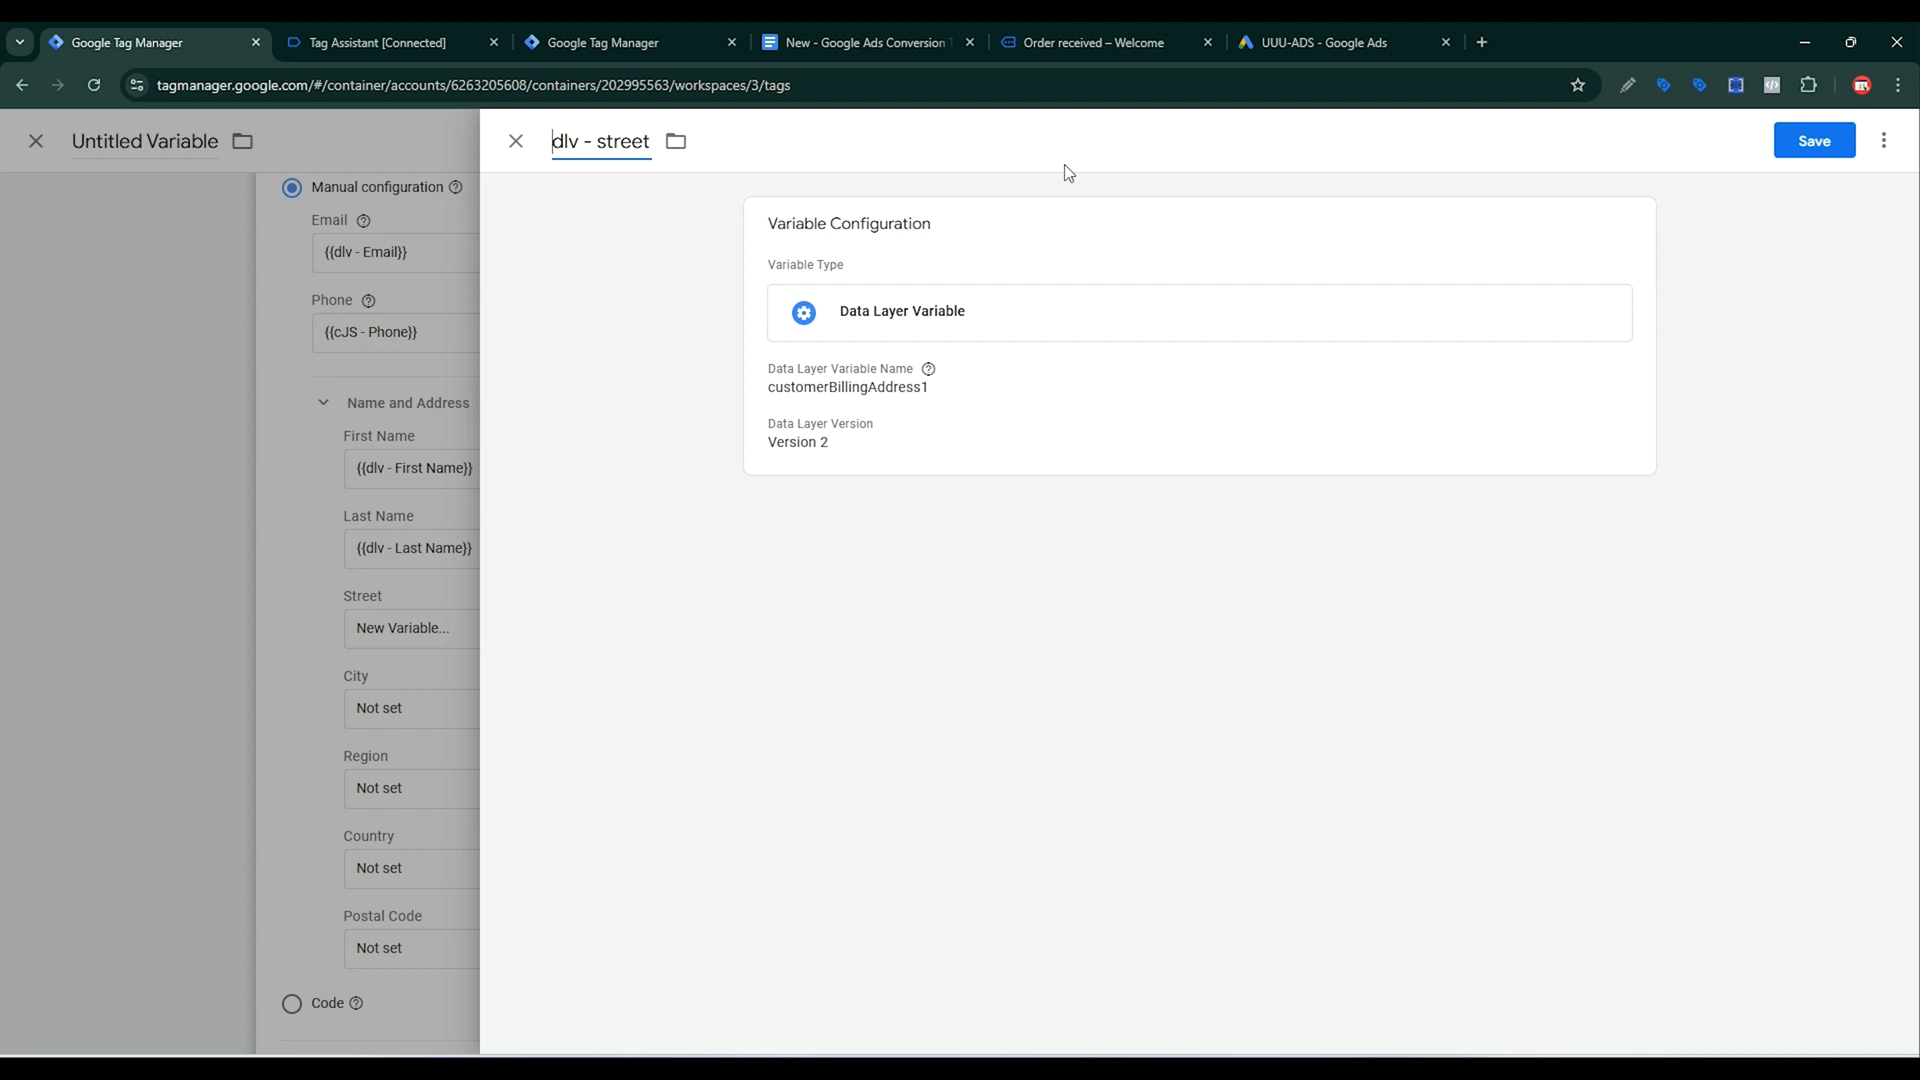 Google Tag Manager
Tag Assistant [Connected]
Google Tag Manager
New - Google Ads Conversion
Order received – Welcome
UUU-ADS - Google Ads
tagmanager.google.com/#/container/accounts/6263205608/containers/202995563/workspaces/3/tags
Untitled Variable
dlv - street
Save
Manual configuration
Email
{{dlv - Email}}
Phone
{{cJS - Phone}}
Name and Address
First Name
{{dlv - First Name}}
Last Name
{{dlv - Last Name}}
Street
New Variable...
City
Not set
Region
Not set
Country
Not set
Postal Code
Not set
Code
Variable Configuration
Variable Type
Data Layer Variable
Data Layer Variable Name
customerBillingAddress1
Data Layer Version
Version 2